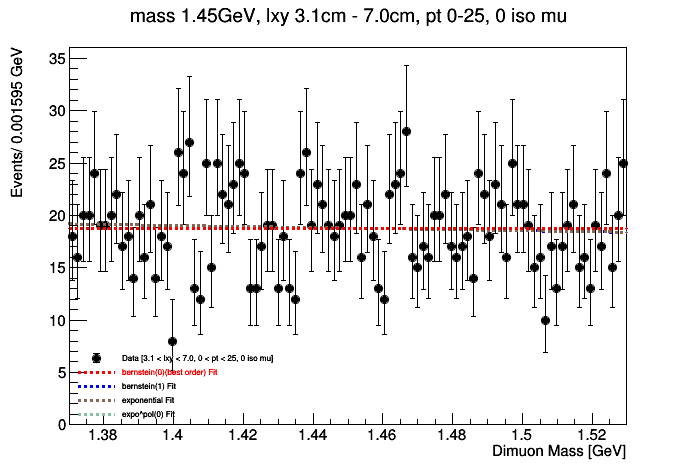 mass 1.45GeV, lxy 3.1cm - 7.0cm, pt 0-25, 0 iso mu
Events/ 0.001595 GeV
35
30
25
20
15
10
5
0
Data [3.1 < lxy < 7.0, 0 < pt < 25, 0 iso mu]
bernstein(0)(best order) Fit
bernstein(1) Fit
exponential Fit
expo*pol(0) Fit
1.38 1.4 1.42 1.44 1.46 1.48 1.5 1.52
Dimuon Mass [GeV]